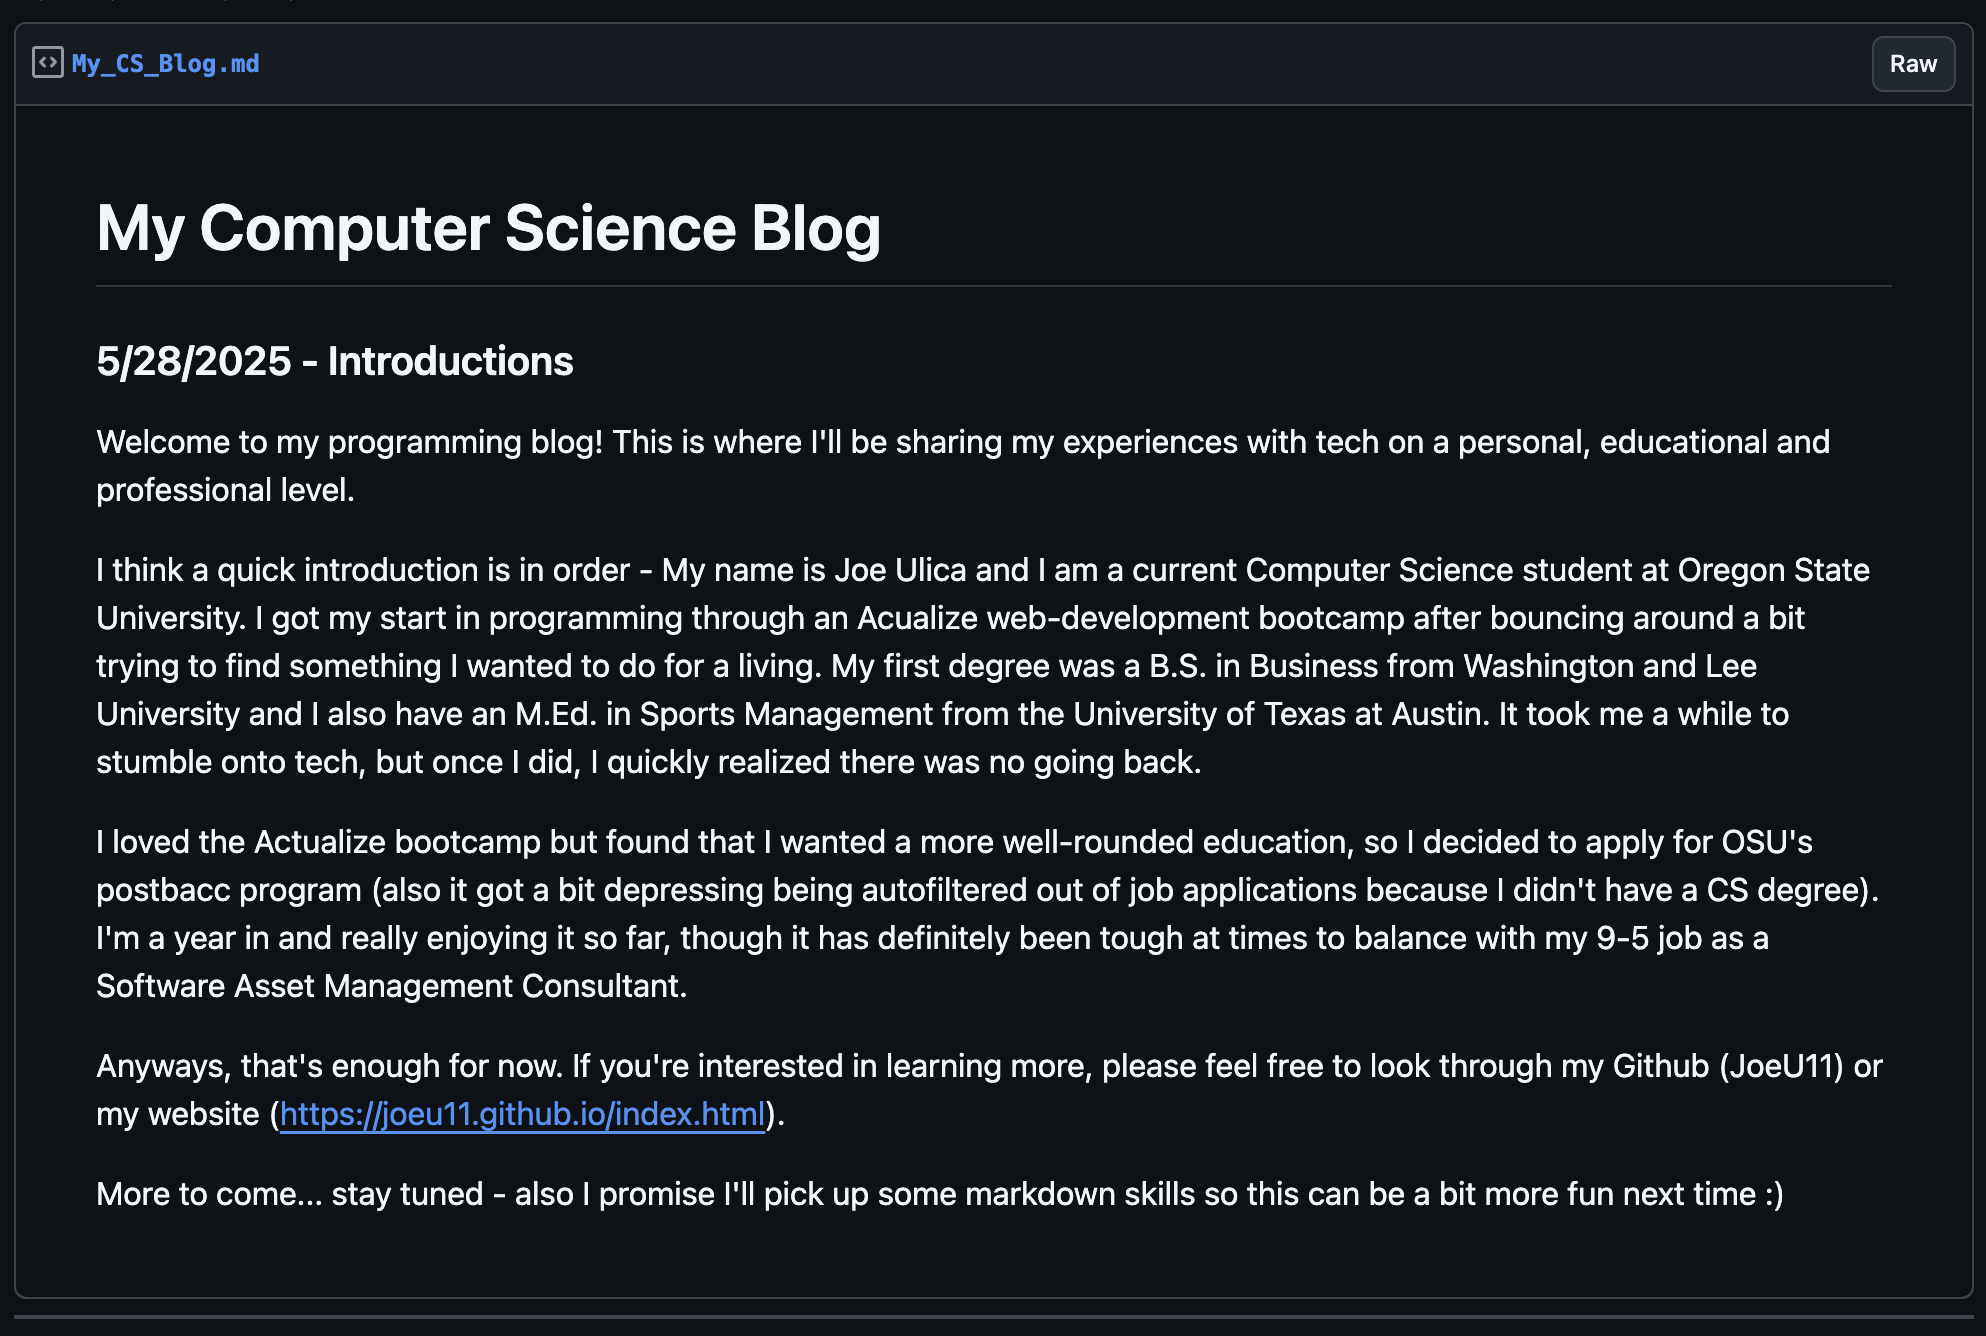 My_CS_Blog.md
Raw
My Computer Science Blog
5/28/2025 - Introductions
Welcome to my programming blog! This is where I'll be sharing my experiences with tech on a personal, educational and
professional level.
I think a quick introduction is in order - My name is Joe Ulica and I am a current Computer Science student at Oregon State
University. I got my start in programming through an Acualize web-development bootcamp after bouncing around a bit
trying to find something I wanted to do for a living. My first degree was a B.S. in Business from Washington and Lee
University and I also have an M.Ed. in Sports Management from the University of Texas at Austin. It took me a while to
stumble onto tech, but once I did, I quickly realized there was no going back.
I loved the Actualize bootcamp but found that I wanted a more well-rounded education, so I decided to apply for OSU's
postbacc program (also it got a bit depressing being autofiltered out of job applications because I didn't have a CS degree).
I'm a year in and really enjoying it so far, though it has definitely been tough at times to balance with my 9-5 job as a
Software Asset Management Consultant.
Anyways, that's enough for now. If you're interested in learning more, please feel free to look through my Github (JoeU11) or
my website (https://joeu11.github.io/index.html).
More to come... stay tuned - also I promise I'll pick up some markdown skills so this can be a bit more fun next time :)